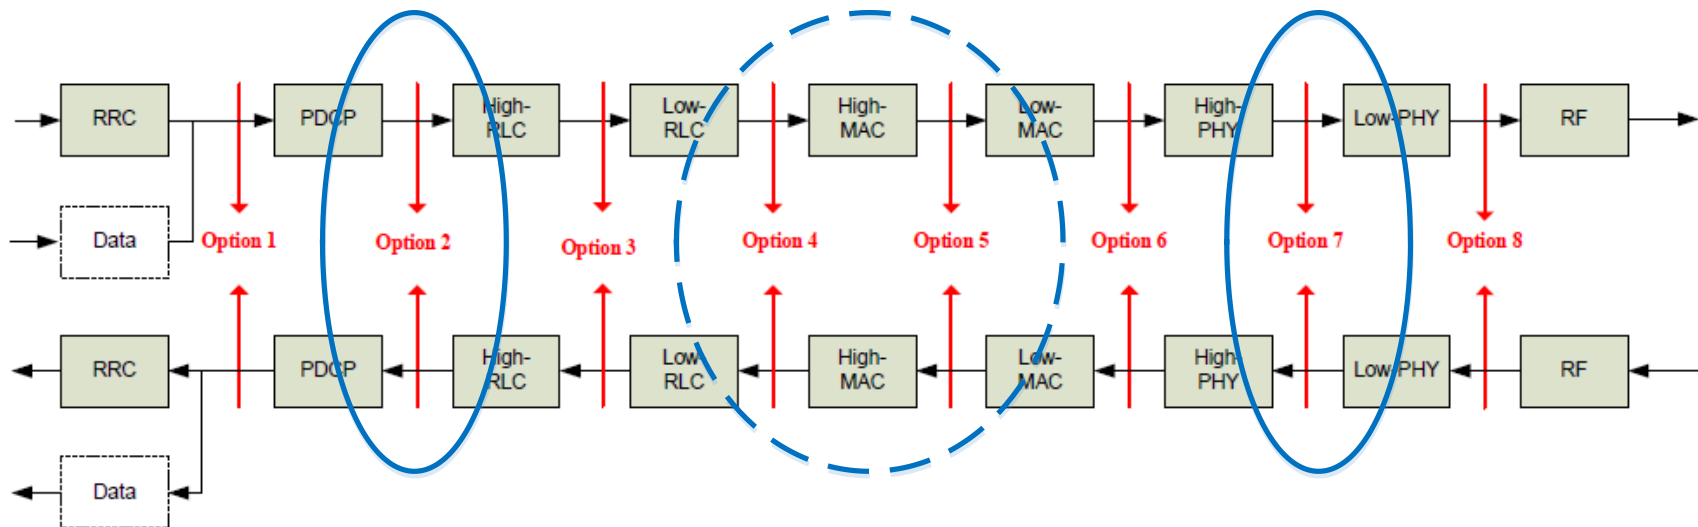 RRC
PDCP
High-
RLC
Low-
RLC
High-
MAC
Low-
MAC
High-
PHY
Low-PHY
RF
Data
Option 1
Option 2
Option 3
Option 4
Option 5
Option 6
Option 7
Option 8
RRC
PDCP
High-
RLC
Low-
RLC
High-
MAC
Low-
MAC
High-
PHY
Low-PHY
RF
Data